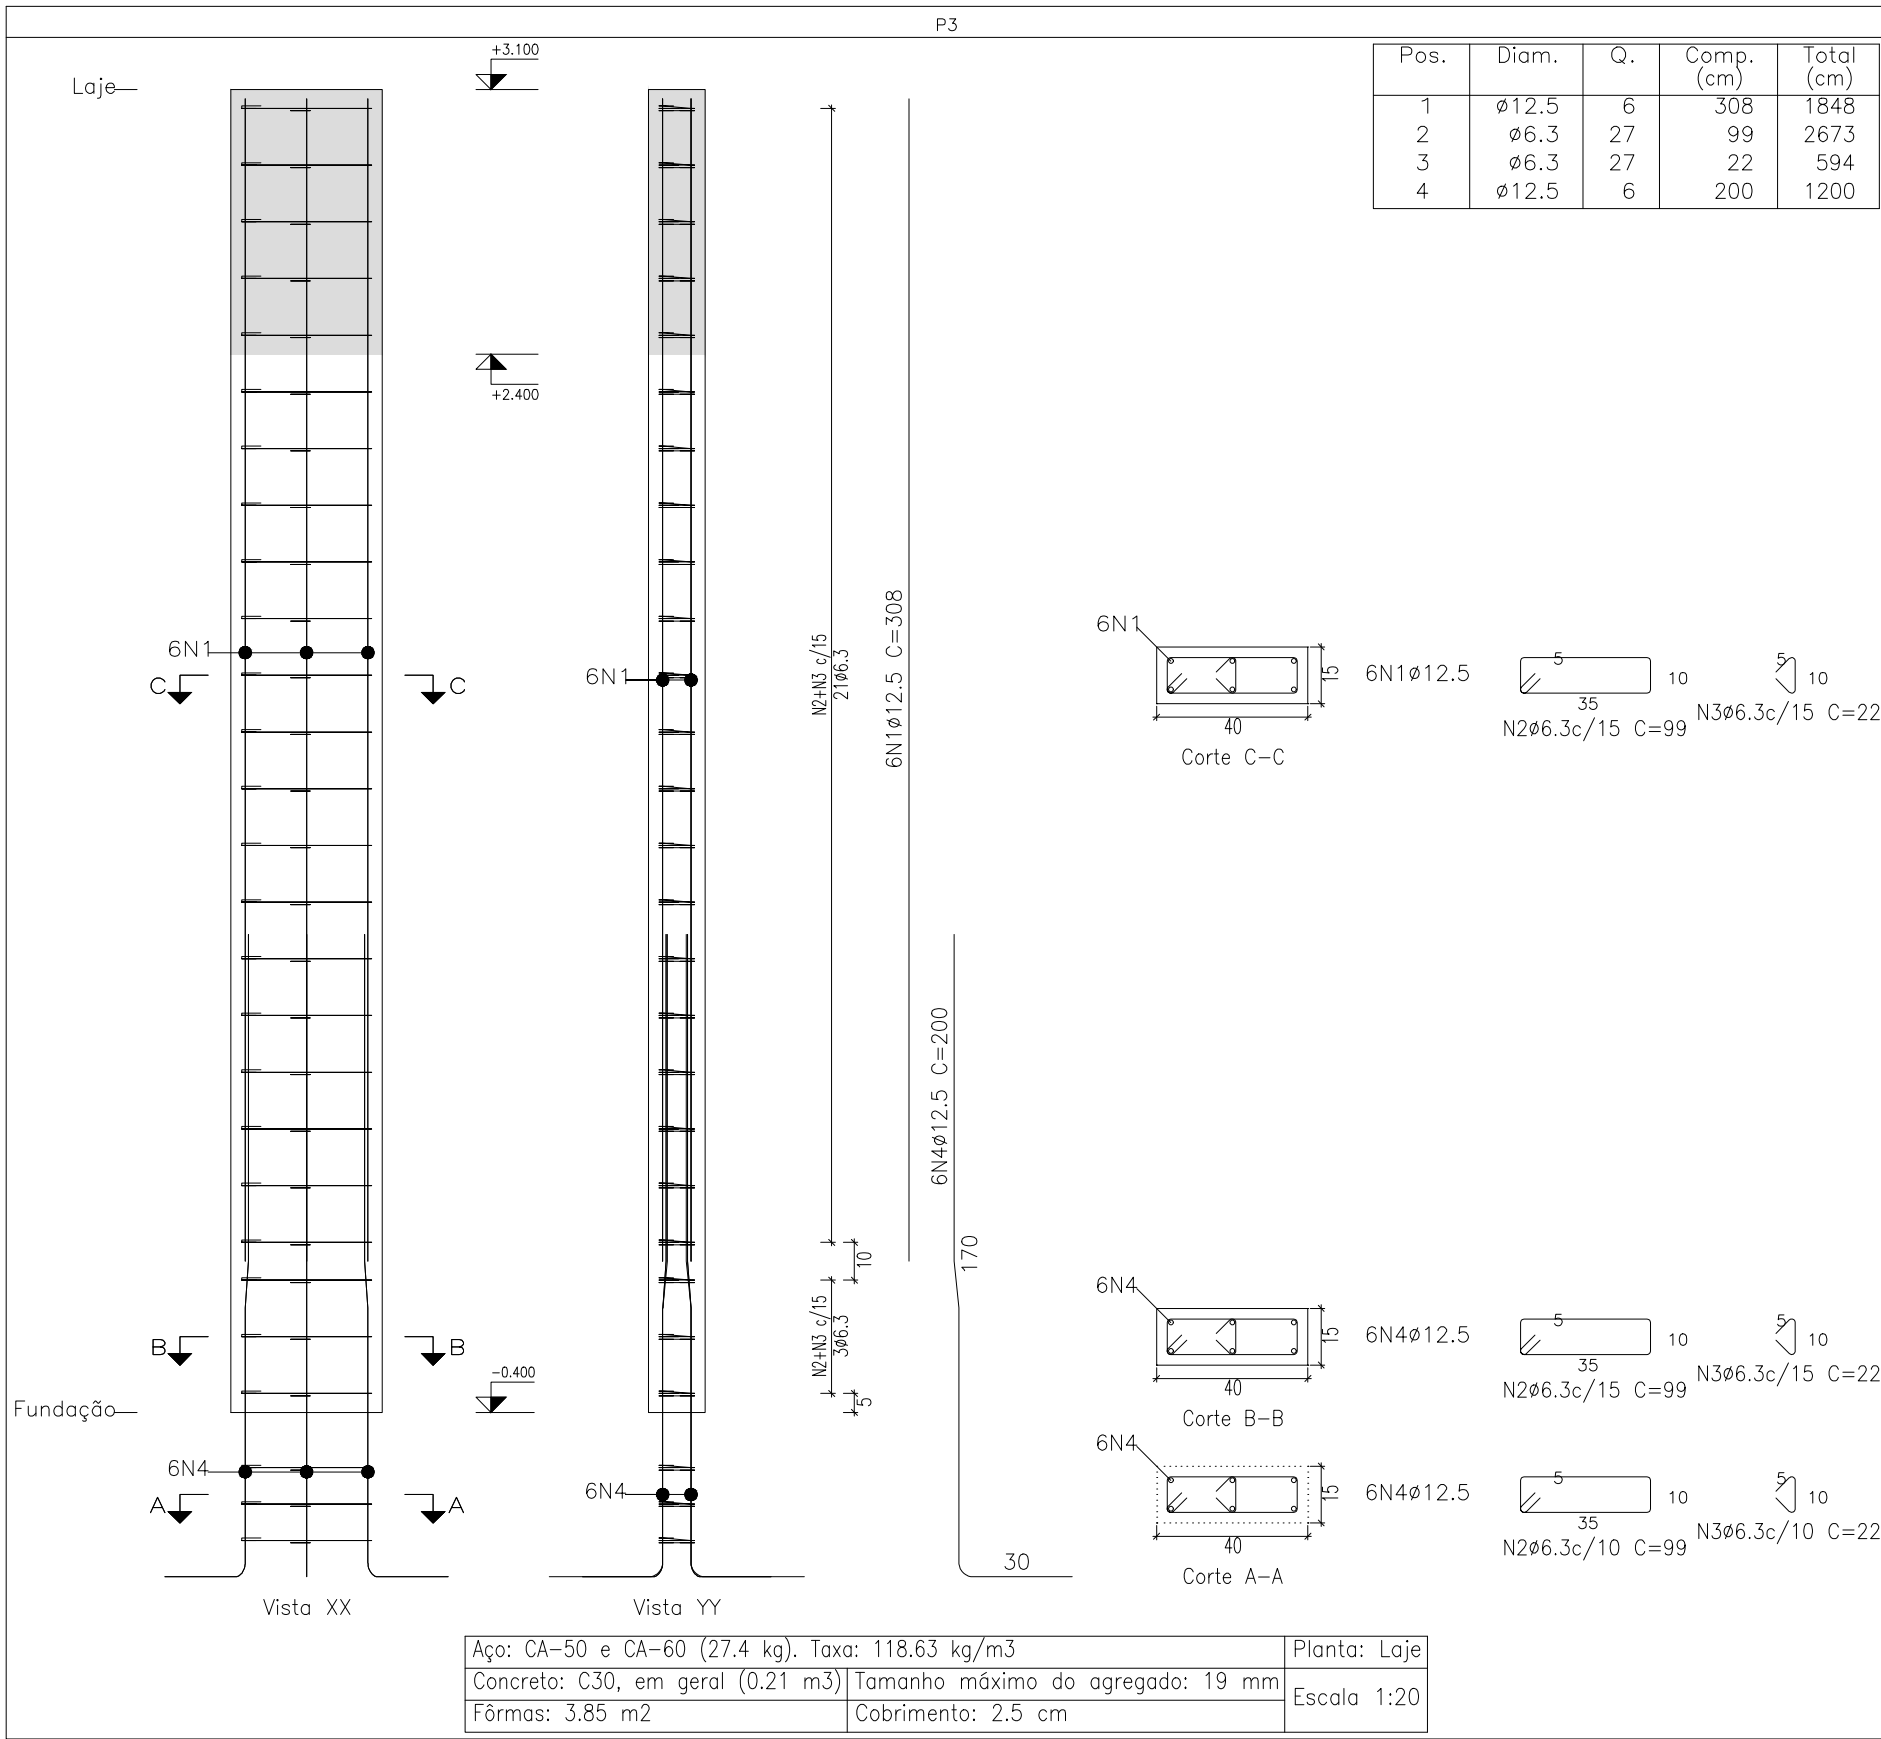 P3
Pos. Diam. Q. Comp. (cm) Total (cm)
1 ø12.5 6 308 1848
2 ø6.3 27 99 2673
3 ø6.3 27 22 594
4 ø12.5 6 200 1200
+3.100
Laje
+2.400
6N1
C C
6N1
N2+N3 c/15
21ø6.3
6N1ø12.5 C=308
6N1
15
40
Corte C-C
6N1ø12.5
5
10
35
N2ø6.3c/15 C=99
5
10
N3ø6.3c/15 C=22
6N4ø12.5 C=200
170
10
N2+N3 c/15
3ø6.3
5
B B
-0.400
Fundação
6N4
15
40
Corte B-B
6N4ø12.5
5
10
35
N2ø6.3c/15 C=99
5
10
N3ø6.3c/15 C=22
6N4
A A
6N4
30
6N4
15
40
Corte A-A
6N4ø12.5
5
10
35
N2ø6.3c/10 C=99
5
10
N3ø6.3c/10 C=22
Vista XX
Vista YY
Aço: CA-50 e CA-60 (27.4 kg). Taxa: 118.63 kg/m3
Planta: Laje
Concreto: C30, em geral (0.21 m3)
Tamanho máximo do agregado: 19 mm
Escala 1:20
Fôrmas: 3.85 m2
Cobrimento: 2.5 cm